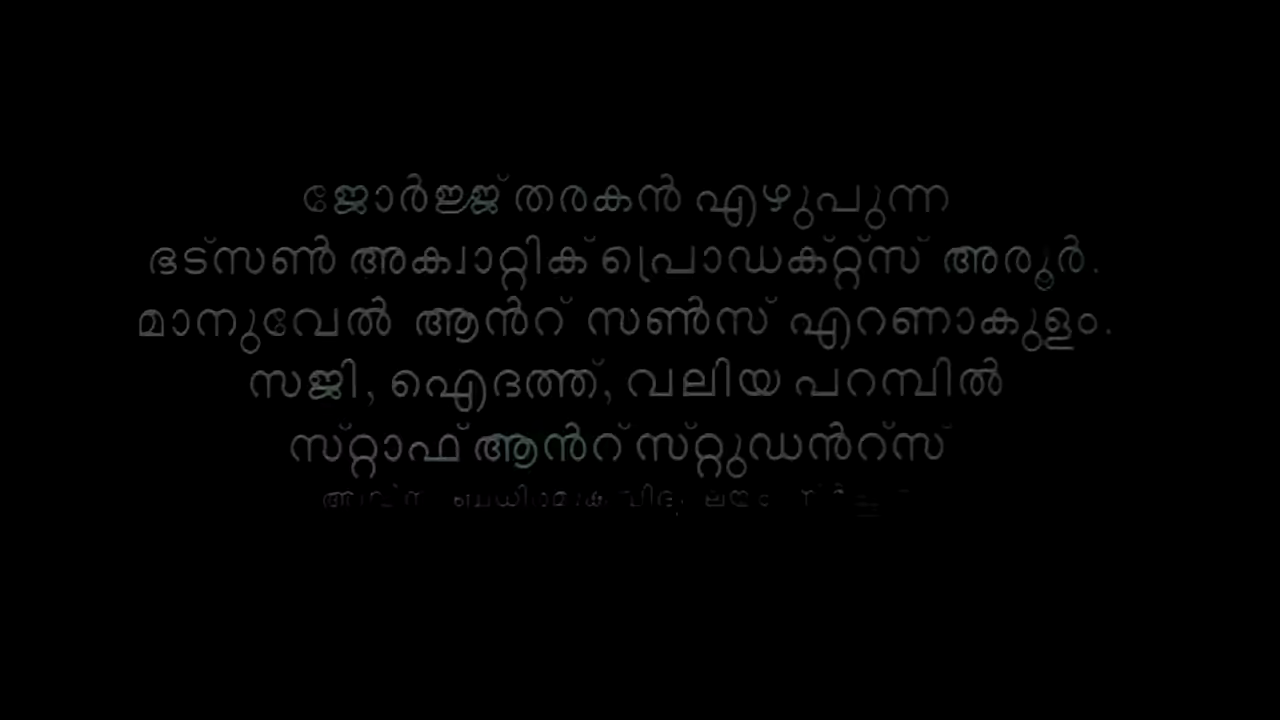 ജോർജ്ജ് തരകൻ എഴുപുന്ന
ഭട്സൺ അക്വാറ്റിക് പ്രൊഡക്റ്റ്സ് അരൂർ.
മാനുവേൽ ആൻറ് സൺസ് എറണാകുളം.
സജി, ഐദത്ത്, വലിയ പറമ്പിൽ
സ്റ്റാഫ് ആൻറ് സ്റ്റുഡൻറ്സ്